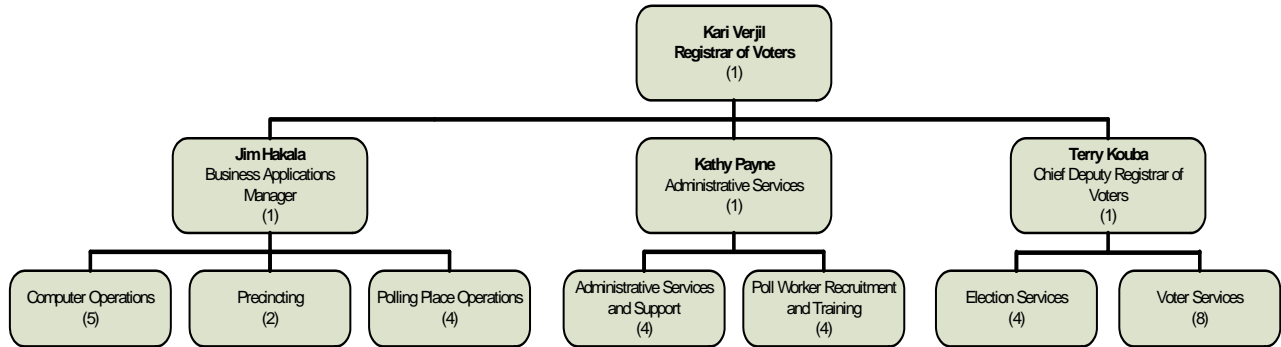 Kari Verjil
Registrar of Voters
(1)
Jim Hakala
Business Applications
Manager
(1)
Kathy Payne
Administrative Services
(1)
Terry Kouba
Chief Deputy Registrar of
Voters
(1)
Computer Operations
(5)
Precincting
(2)
Polling Place Operations
(4)
Administrative Services
and Support
(4)
Poll Worker Recruitment
and Training
(4)
Election Services
(4)
Voter Services
(8)